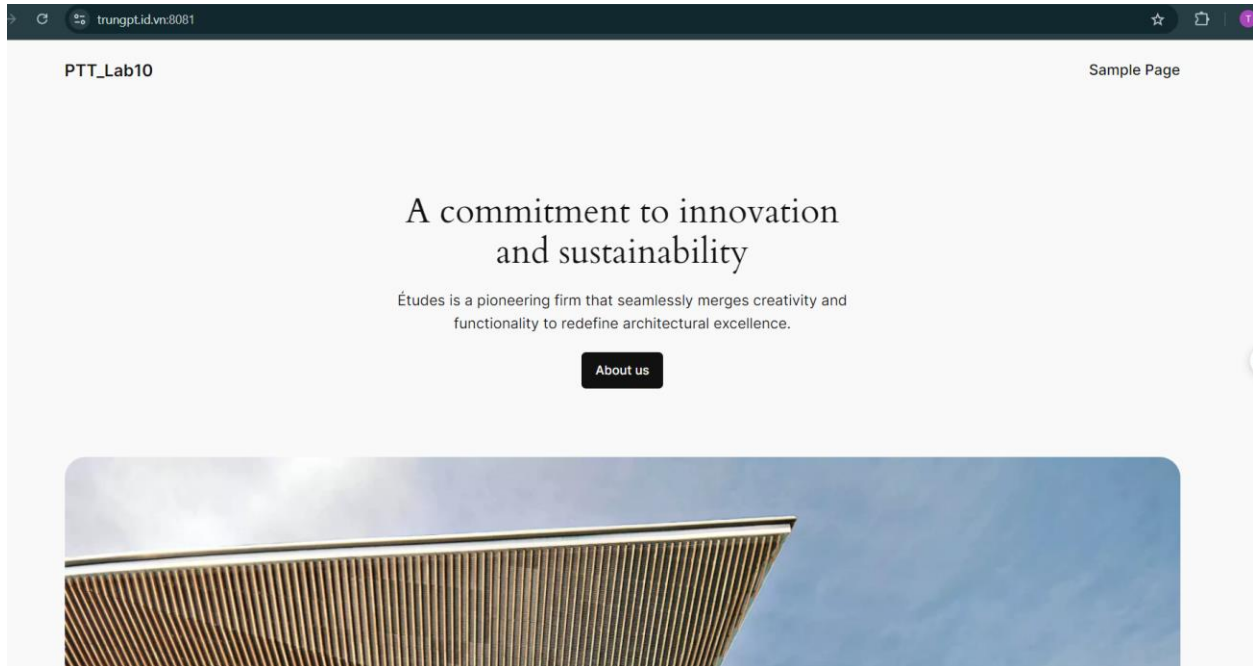 trungpt.id.vn:8081
T
PTT_Lab10
Sample Page
A commitment to innovation
and sustainability
Études is a pioneering firm that seamlessly merges creativity and
functionality to redefine architectural excellence.
About us